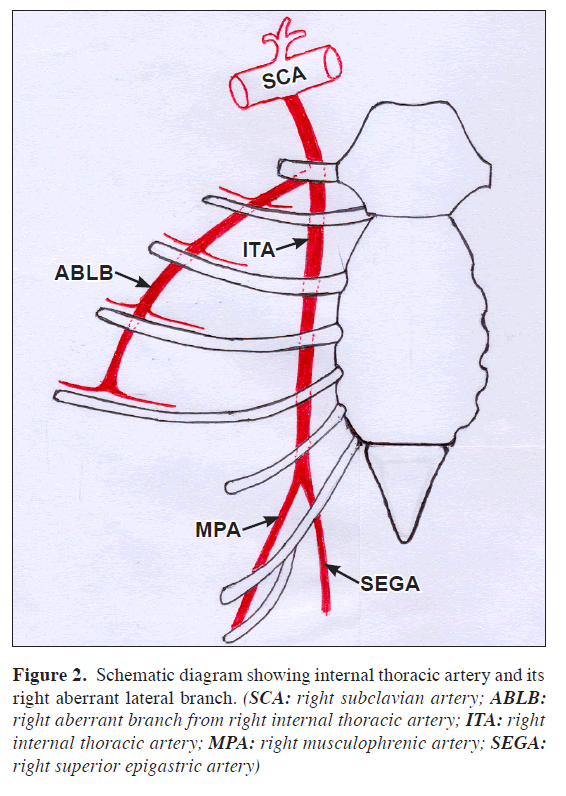 SCA
ITA
ABLB
MPA
SEGA
Figure 2. Schematic diagram showing internal thoracic artery and its
right aberrant lateral branch. (SCA: right subclavian artery; ABLB:
right aberrant branch from right internal thoracic artery; ITA: right
internal thoracic artery; MPA: right musculophrenic artery; SEGA:
right superior epigastric artery)